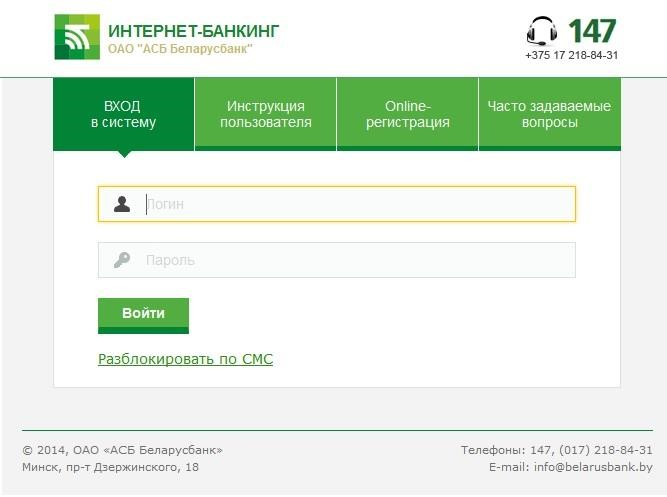 ИНТЕРНЕТ-БАНКИНГ
ОАО "АСБ Беларусбанк"
147
+375 17 218-84-31
ВХОД
в систему
Инструкция
пользователя
Online-
регистрация
Часто задаваемые
вопросы
Логин
Пароль
Войти
Разблокировать по СМС
© 2014, ОАО «АСБ Беларусбанк»
Минск, пр-т Дзержинского, 18
Телефоны: 147, (017) 218-84-31
E-mail: info@belarusbank.by